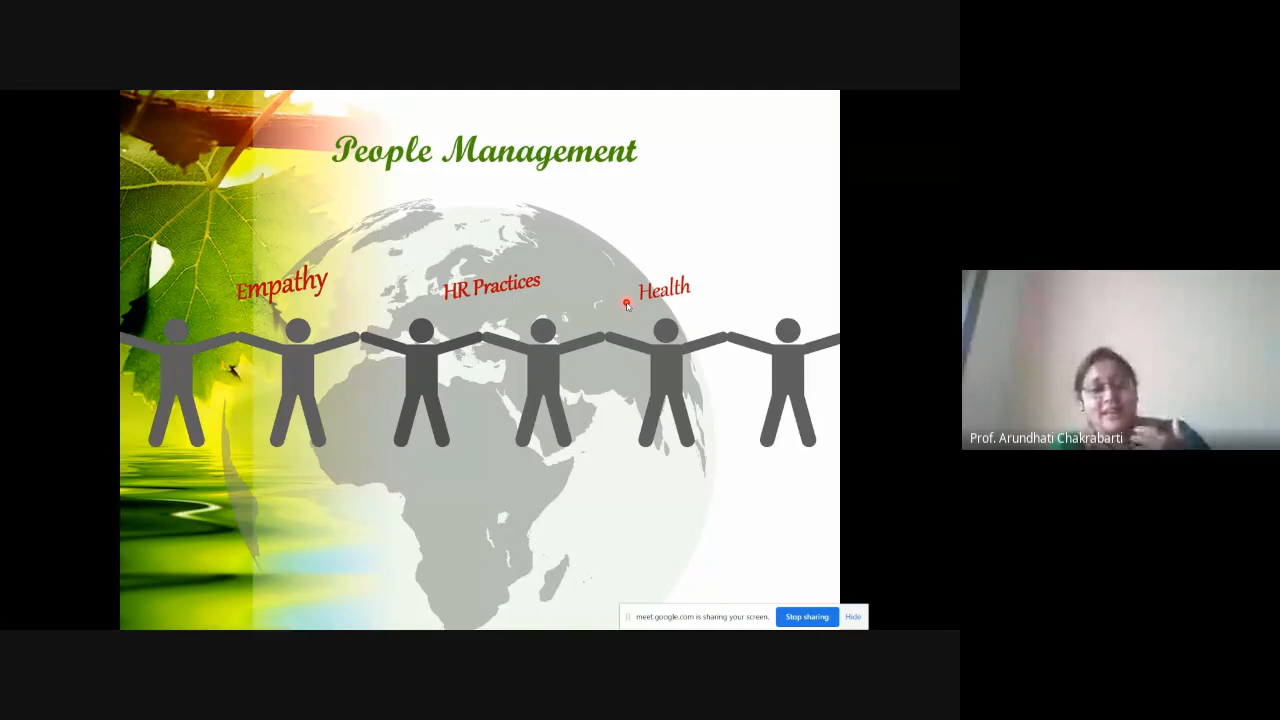 People Management
Empathy
HR Practices
Health
Prof. Arundhati Chakrabarti
meet.google.com is sharing your screen.
Stop sharing
Hide